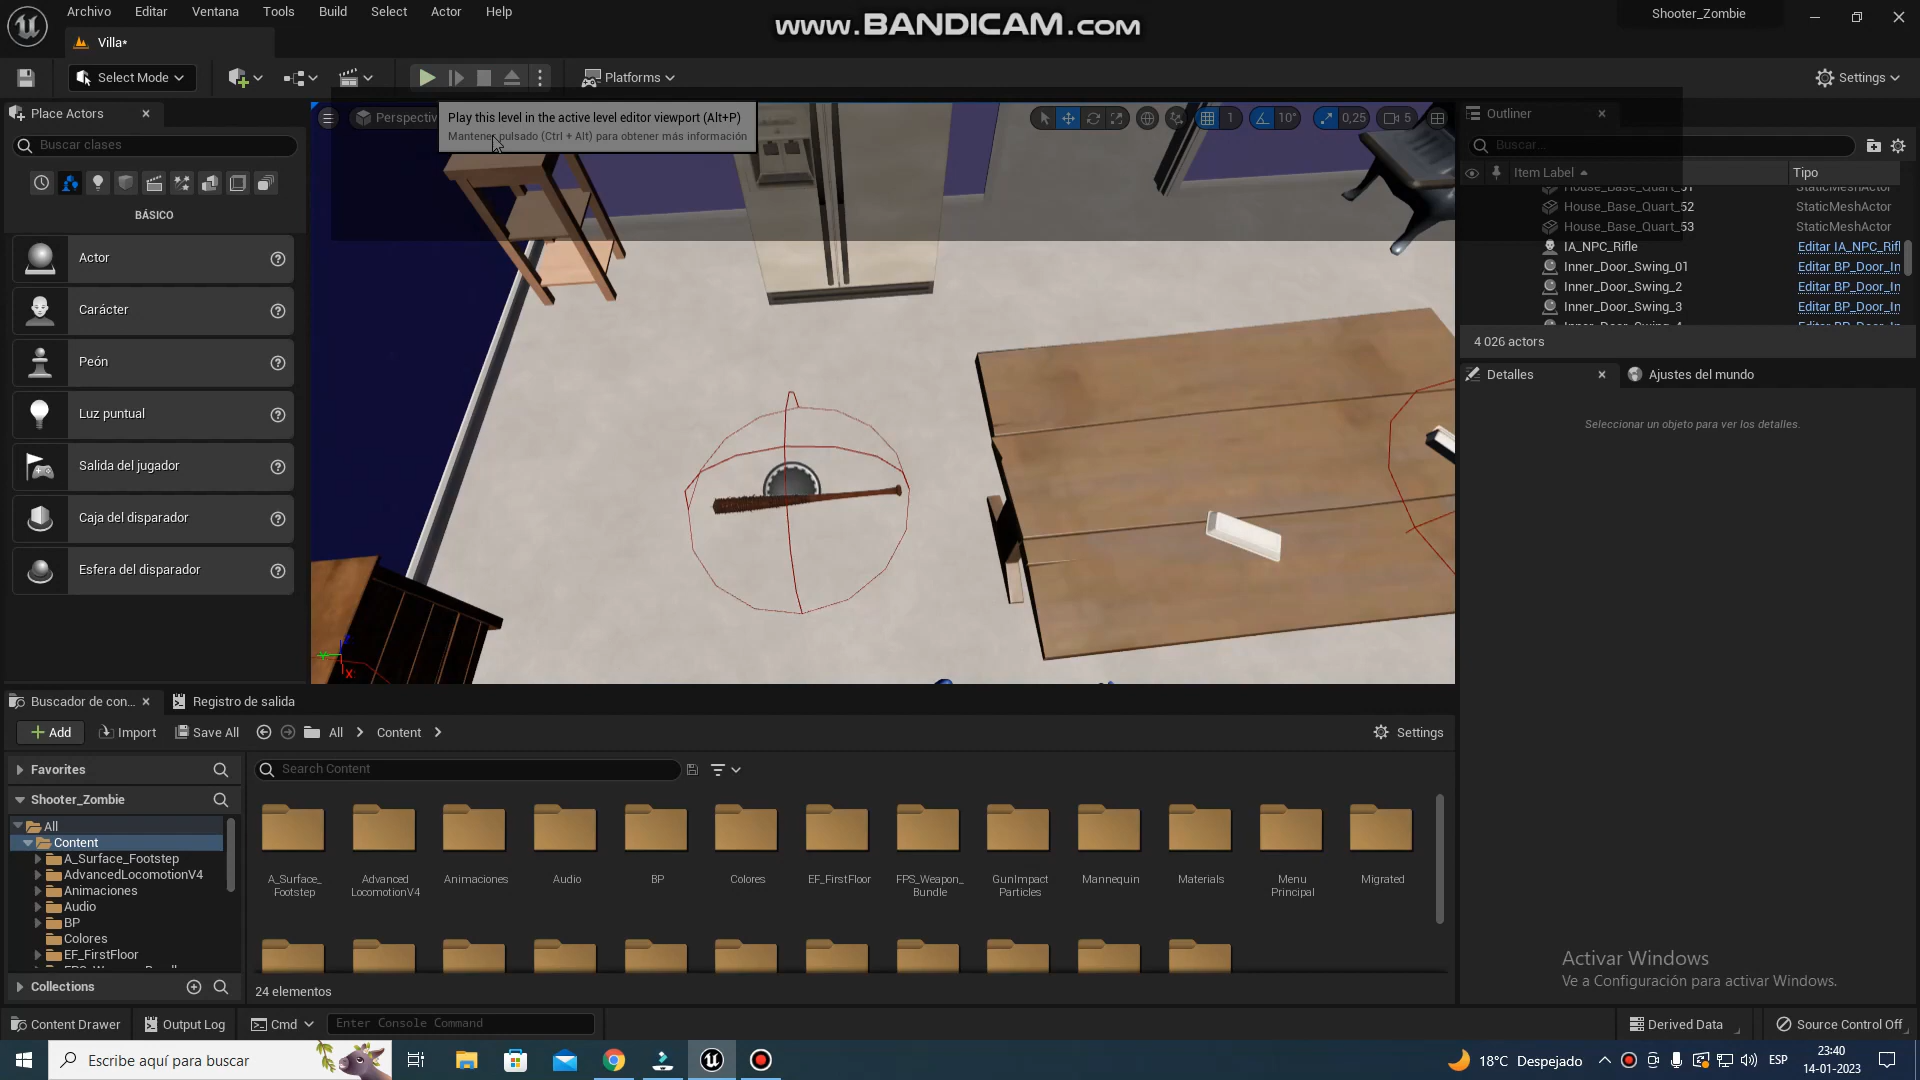 Archivo Editar Ventana Tools Build Select Actor Help
www.BANDICAM.com
Shooter_Zombie
Villa*
Select Mode
Platforms
Settings
Place Actors
Perspectiv
Play this level in the active level editor viewport (Alt+P)
Mantener pulsado (Ctrl + Alt) para obtener más información
1
10°
0,25
5
Outliner
Buscar clases
Buscar...
Item Label
Tipo
BÁSICO
Actor
Carácter
Peón
Luz puntual
Salida del jugador
Caja del disparador
Esfera del disparador
House_Base_Quart_51 StaticMeshActor
House_Base_Quart_52 StaticMeshActor
House_Base_Quart_53 StaticMeshActor
IA_NPC_Rifle Editar IA_NPC_Rifl
Inner_Door_Swing_01 Editar BP_Door_In
Inner_Door_Swing_2 Editar BP_Door_In
Inner_Door_Swing_3 Editar BP_Door_In
4 026 actors
Detalles
Ajustes del mundo
Seleccionar un objeto para ver los detalles.
X
Buscador de con...
Registro de salida
Add Import Save All All Content
Settings
Favorites
Search Content
Shooter_Zombie
All
Content
A_Surface_Footstep
AdvancedLocomotionV4
Animaciones
Audio
BP
Colores
EF_FirstFloor
Collections
A_Surface_
Footstep
Advanced
LocomotionV4
Animaciones
Audio
BP
Colores
EF_FirstFloor
FPS_Weapon_
Bundle
GunImpact
Particles
Mannequin
Materials
Menu
Principal
Migrated
24 elementos
Activar Windows
Ve a Configuración para activar Windows.
Content Drawer
Output Log
Cmd
Enter Console Command
Derived Data
Source Control Off
Escribe aquí para buscar
18°C Despejado
ESP
23:40
14-01-2023